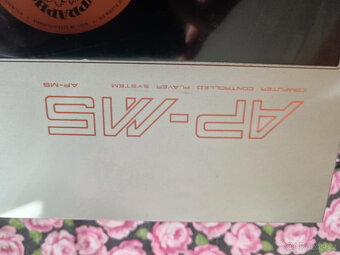 AP-M5
COMPUTER CONTROLLED PLAYER SYSTEM AP-M5